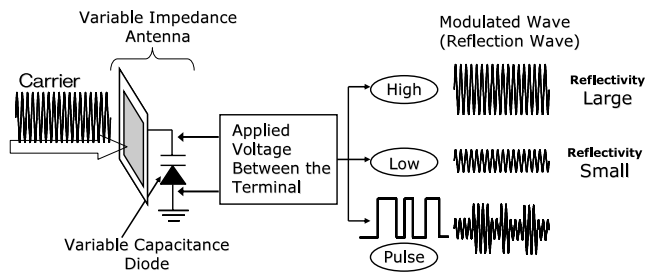 Variable Impedance
Antenna
Modulated Wave
(Reflection Wave)
Carrier
High
Reflectivity
Large
Applied
Voltage
Between the
Terminal
Low
Reflectivity
Small
Variable Capacitance
Diode
Pulse